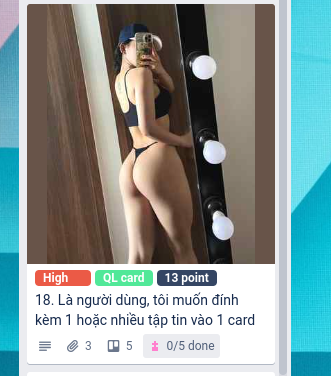 High QL card 13 point
18. Là người dùng, tôi muốn đính
kèm 1 hoặc nhiều tập tin vào 1 card
3 5 0/5 done